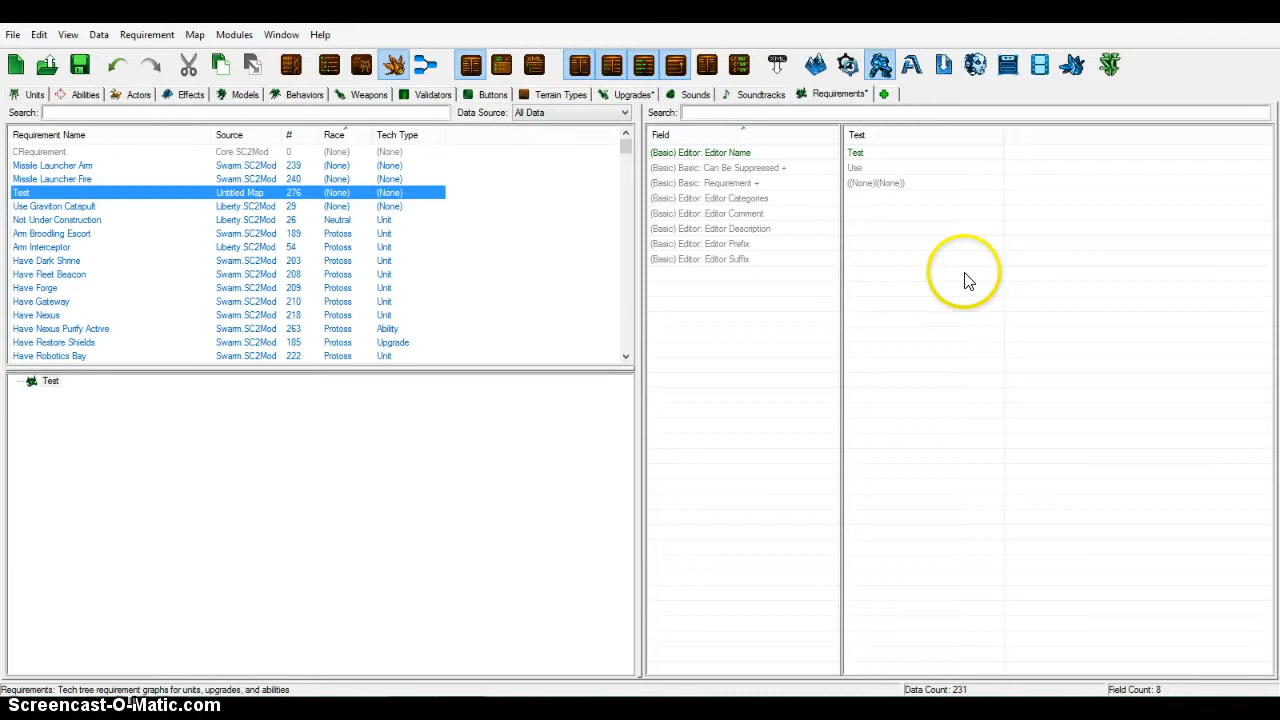 File Edit View Data Requirement Map Modules Window Help
Units Abilities Actors Effects Models Behaviors Weapons Validators Buttons Terrain Types Upgrades* Sounds Soundtracks Requirements*
Search: Data Source: All Data Search:
Requirement Name Source # Race Tech Type
CRequirement Core.SC2Mod 0 (None) (None)
Missile Launcher Arm Swarm.SC2Mod 239 (None) (None)
Missile Launcher Fire Swarm.SC2Mod 240 (None) (None)
Test Untitled Map 276 (None) (None)
Use Graviton Catapult Liberty.SC2Mod 29 (None) (None)
Not Under Construction Liberty.SC2Mod 26 Neutral Unit
Arm Broodling Escort Swarm.SC2Mod 189 Protoss Unit
Arm Interceptor Liberty.SC2Mod 54 Protoss Unit
Have Dark Shrine Swarm.SC2Mod 203 Protoss Unit
Have Fleet Beacon Swarm.SC2Mod 208 Protoss Unit
Have Forge Swarm.SC2Mod 209 Protoss Unit
Have Gateway Swarm.SC2Mod 210 Protoss Unit
Have Nexus Swarm.SC2Mod 218 Protoss Unit
Have Nexus Purify Active Swarm.SC2Mod 263 Protoss Ability
Have Restore Shields Swarm.SC2Mod 185 Protoss Upgrade
Have Robotics Bay Swarm.SC2Mod 222 Protoss Unit
Test
Field Test
(Basic) Editor: Editor Name Test
(Basic) Basic: Can Be Suppressed + Use
(Basic) Basic: Requirement + ((None)|(None))
(Basic) Editor: Editor Categories
(Basic) Editor: Editor Comment
(Basic) Editor: Editor Description
(Basic) Editor: Editor Prefix
(Basic) Editor: Editor Suffix
Requirements: Tech tree requirement graphs for units, upgrades, and abilities Data Count: 231 Field Count: 8
Screencast-O-Matic.com